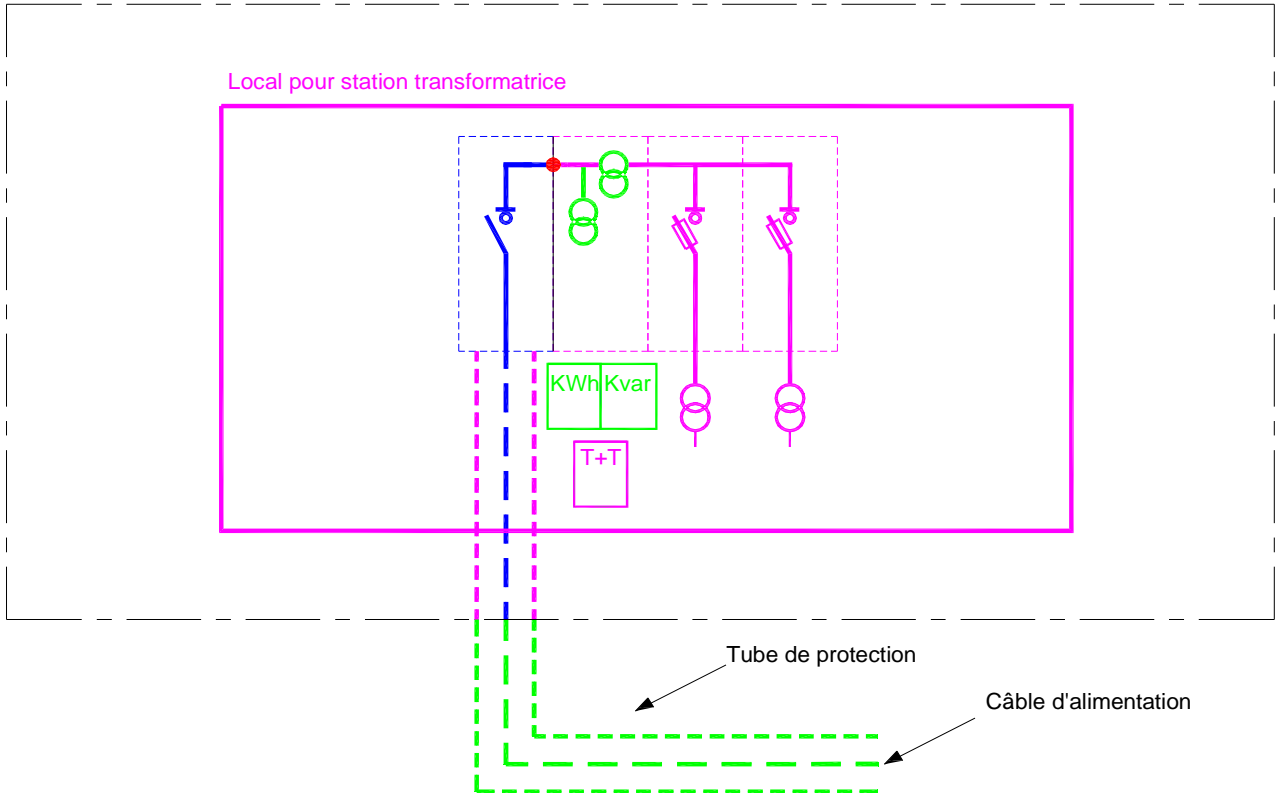 Local pour station transformatrice
KWh Kvar
T+T
Tube de protection
Câble d'alimentation